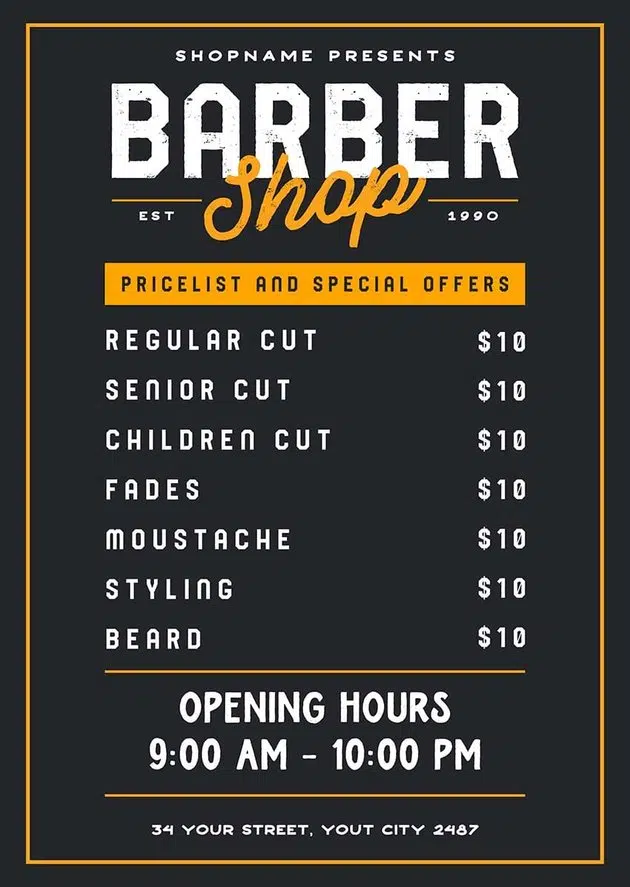 SHOPNAME PRESENTS
BARBER
Shop
EST 1990
PRICELIST AND SPECIAL OFFERS
REGULAR CUT $10
SENIOR CUT $10
CHILDREN CUT $10
FADES $10
MOUSTACHE $10
STYLING $10
BEARD $10
OPENING HOURS
9:00 AM - 10:00 PM
34 YOUR STREET, YOUT CITY 2487